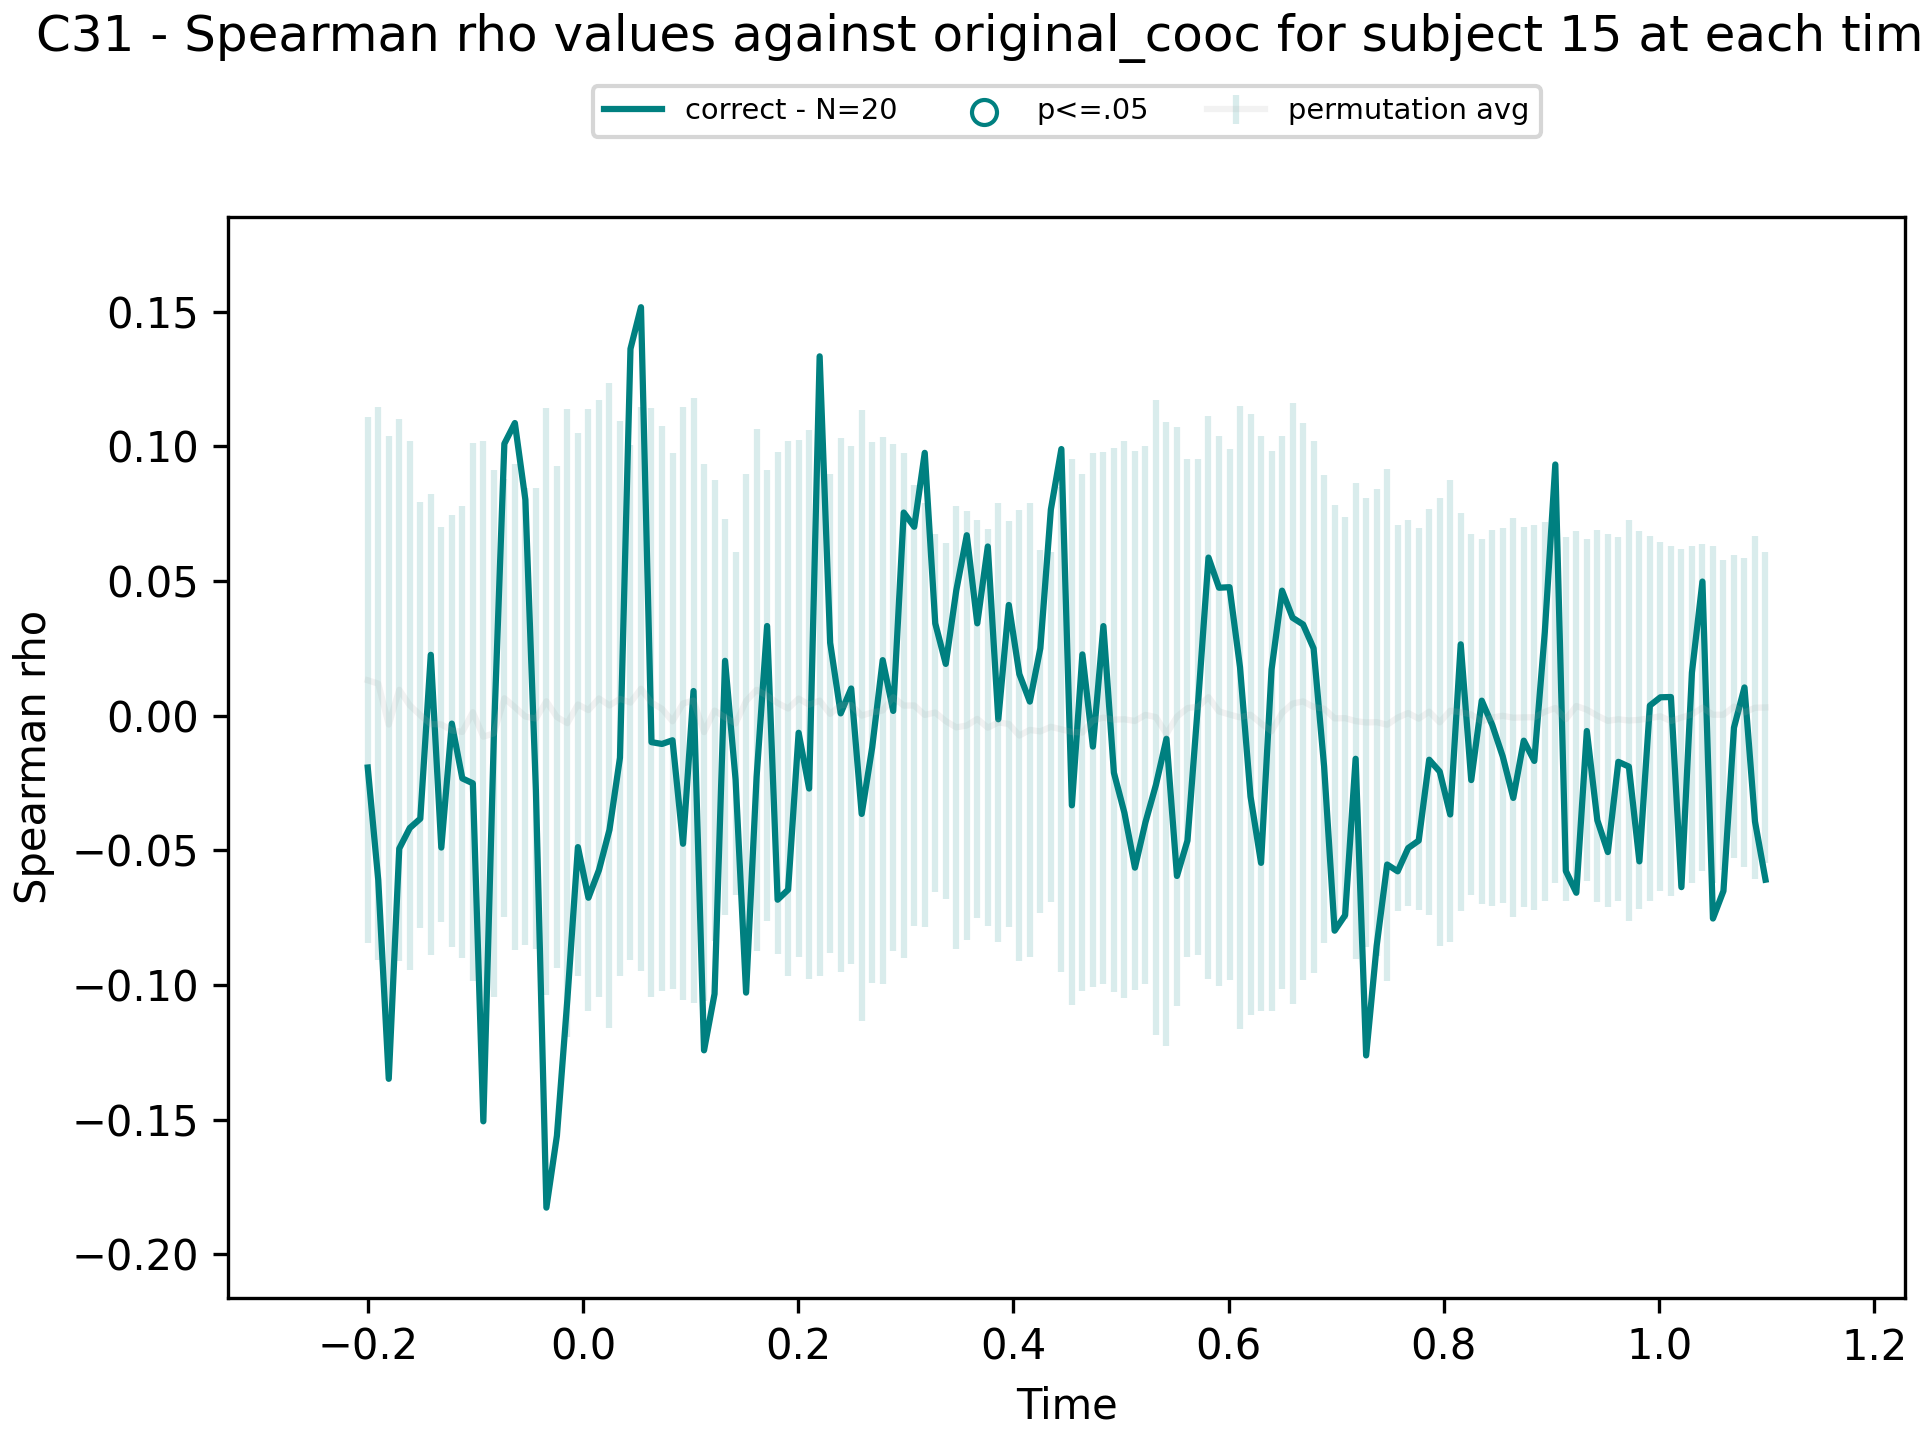 C31 - Spearman rho values against original_cooc for subject 15 at each tim
correct - N=20 p<=.05 permutation avg
0.15
0.10
0.05
0.00
−0.05
−0.10
−0.15
−0.20
Spearman rho
−0.2 0.0 0.2 0.4 0.6 0.8 1.0 1.2
Time